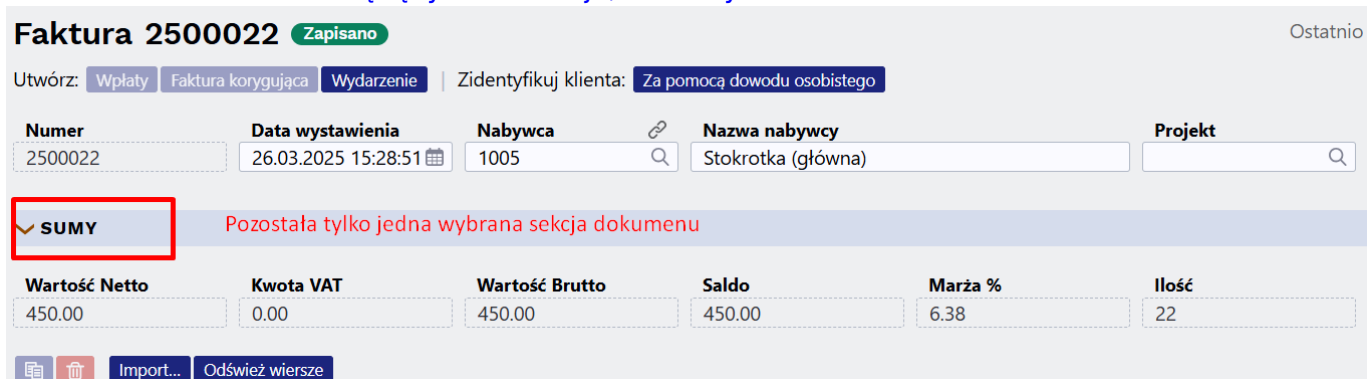 Faktura 2500022 Zapisano Ostatnio
Utwórz: Wpłaty Faktura korygująca Wydarzenie | Zidentyfikuj klienta: Za pomocą dowodu osobistego
Numer Data wystawienia Nabywca Nazwa nabywcy Projekt
2500022 26.03.2025 15:28:51 1005 Stokrotka (główna)
SUMY Pozostała tylko jedna wybrana sekcja dokumenu
Wartość Netto Kwota VAT Wartość Brutto Saldo Marża % Ilość
450.00 0.00 450.00 450.00 6.38 22
Import... Odśwież wiersze